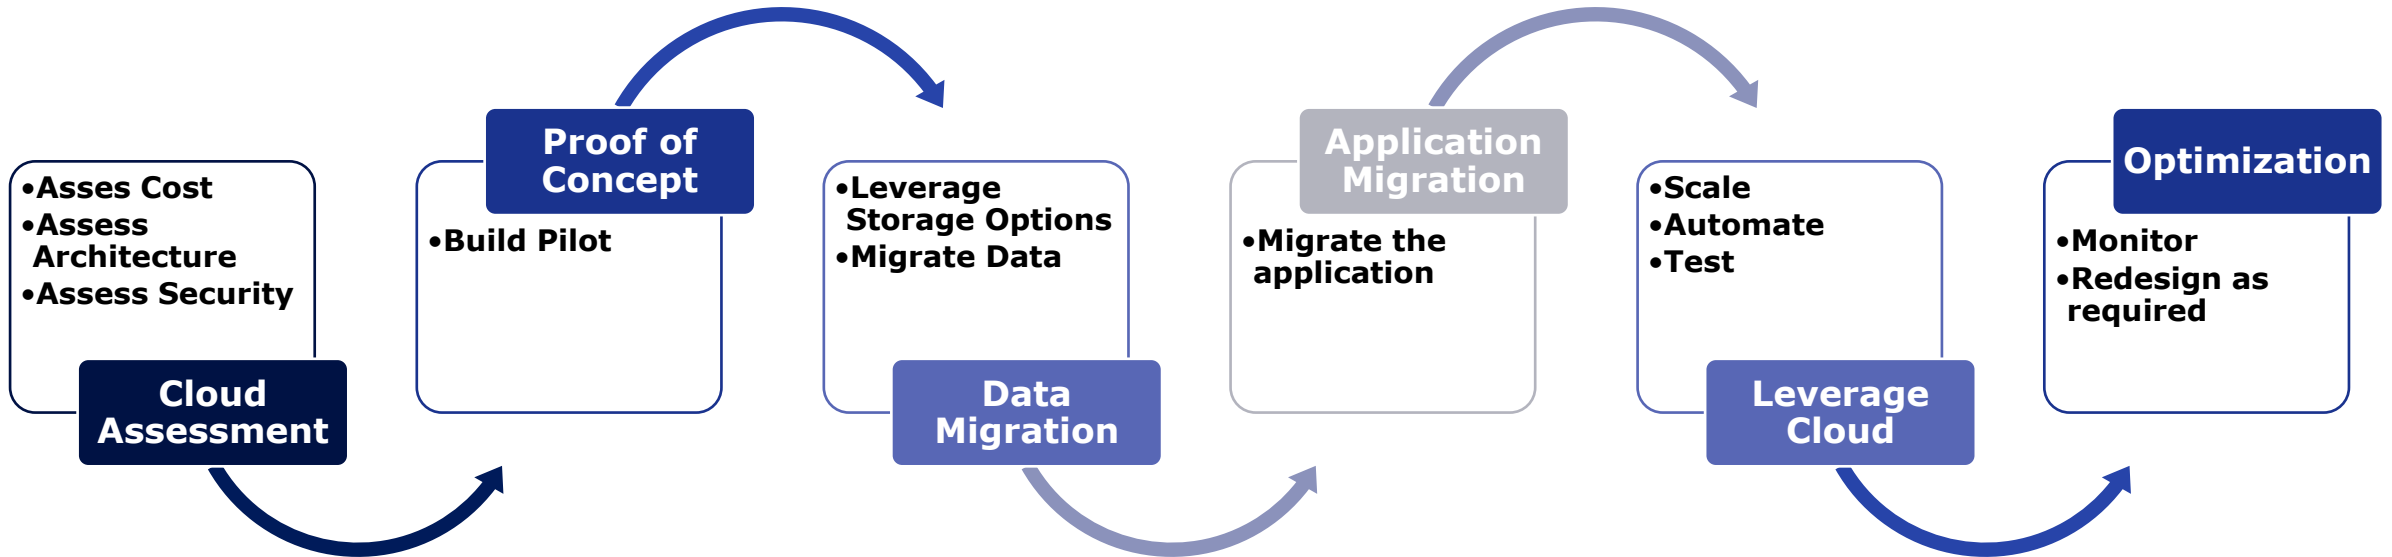 •Asses Cost
•Assess
Architecture
•Assess Security
Cloud
Assessment
Proof of
Concept
•Build Pilot
•Leverage
Storage Options
•Migrate Data
Data
Migration
Application
Migration
•Migrate the
application
•Scale
•Automate
•Test
Leverage
Cloud
Optimization
•Monitor
•Redesign as
required